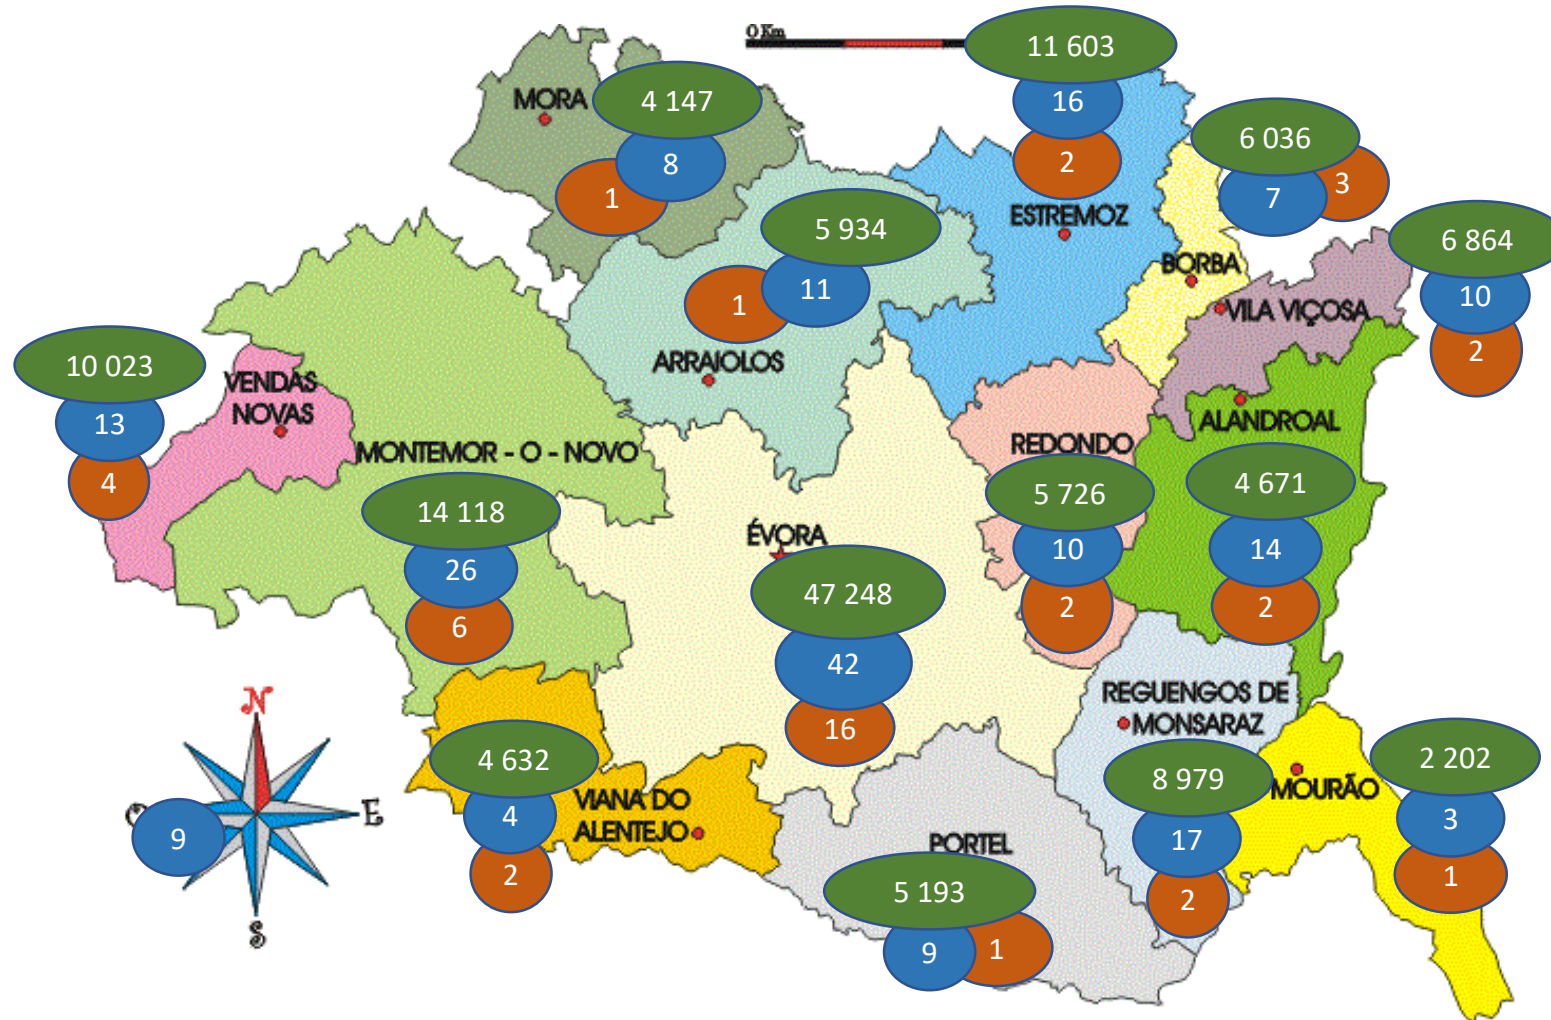 0 Km
11 603
16
2
ESTREMOZ
MORA
4 147
8
1
6 036
7
3
BORBA
5 934
11
1
ARRAIOLOS
6 864
10
2
VILA VIÇOSA
10 023
13
4
VENDAS
NOVAS
MONTEMOR - O - NOVO
14 118
26
6
ÉVORA
47 248
42
16
REDONDO
5 726
10
2
ALANDROAL
4 671
14
2
REGUENGOS DE
MONSARAZ
8 979
17
2
MOURÃO
2 202
3
1
4 632
4
2
VIANA DO
ALENTEJO
PORTEL
5 193
9
1
N
E
S
9